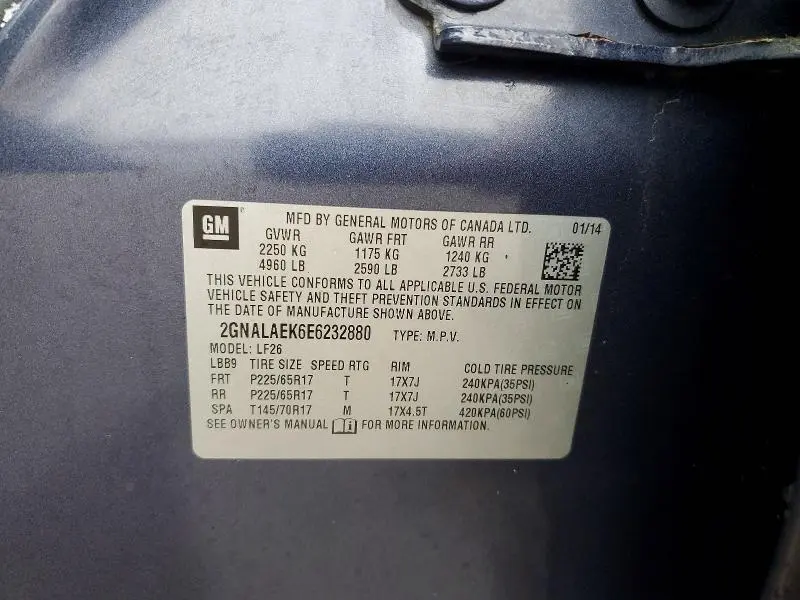 GM
MFD BY GENERAL MOTORS OF CANADA LTD. 01/14
GVWR GAWR FRT GAWR RR
2250 KG 1175 KG 1240 KG
4960 LB 2590 LB 2733 LB
THIS VEHICLE CONFORMS TO ALL APPLICABLE U.S. FEDERAL MOTOR
VEHICLE SAFETY AND THEFT PREVENTION STANDARDS IN EFFECT ON
THE DATE OF MANUFACTURE SHOWN ABOVE.
2GNALAEK6E6232880 TYPE: M.P.V.
MODEL: LF26
LBB9 TIRE SIZE SPEED RTG RIM COLD TIRE PRESSURE
FRT P225/65R17 T 17X7J 240KPA(35PSI)
RR P225/65R17 T 17X7J 240KPA(35PSI)
SPA T145/70R17 M 17X4.5T 420KPA(60PSI)
SEE OWNER'S MANUAL FOR MORE INFORMATION.